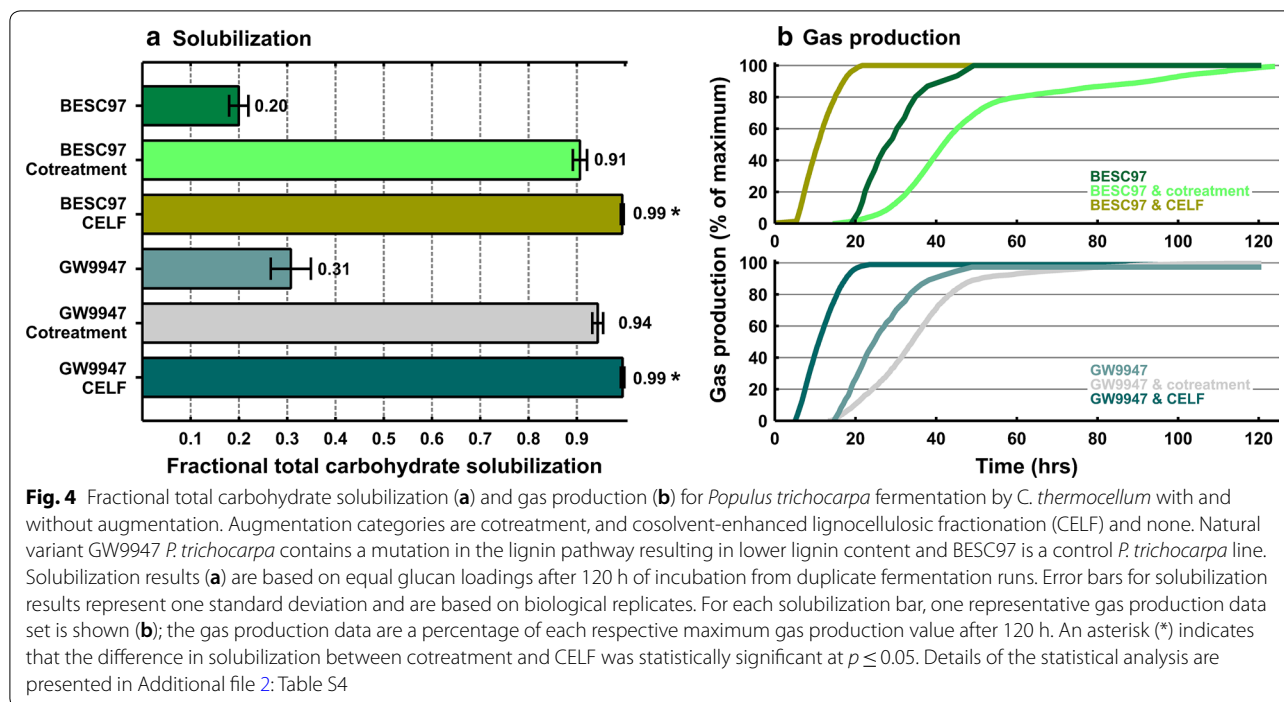 a Solubilization
BESC97
0.20
BESC97
Cotreatment
0.91
BESC97
CELF
0.99 *
GW9947
0.31
GW9947
Cotreatment
0.94
GW9947
CELF
0.99 *
0.1 0.2 0.3 0.4 0.5 0.6 0.7 0.8 0.9
Fractional total carbohydrate solubilization
b Gas production
Gas production (% of maximum)
100
80
60
40
20
0
BESC97
BESC97 & cotreatment
BESC97 & CELF
0 20 40 60 80 100 120
100
80
60
40
20
0
GW9947
GW9947 & cotreatment
GW9947 & CELF
0 20 40 60 80 100 120
Time (hrs)
Fig. 4 Fractional total carbohydrate solubilization (a) and gas production (b) for Populus trichocarpa fermentation by C. thermocellum with and
without augmentation. Augmentation categories are cotreatment, and cosolvent-enhanced lignocellulosic fractionation (CELF) and none. Natural
variant GW9947 P. trichocarpa contains a mutation in the lignin pathway resulting in lower lignin content and BESC97 is a control P. trichocarpa line.
Solubilization results (a) are based on equal glucan loadings after 120 h of incubation from duplicate fermentation runs. Error bars for solubilization
results represent one standard deviation and are based on biological replicates. For each solubilization bar, one representative gas production data
set is shown (b); the gas production data are a percentage of each respective maximum gas production value after 120 h. An asterisk (*) indicates
that the difference in solubilization between cotreatment and CELF was statistically significant at p ≤ 0.05. Details of the statistical analysis are
presented in Additional file 2: Table S4